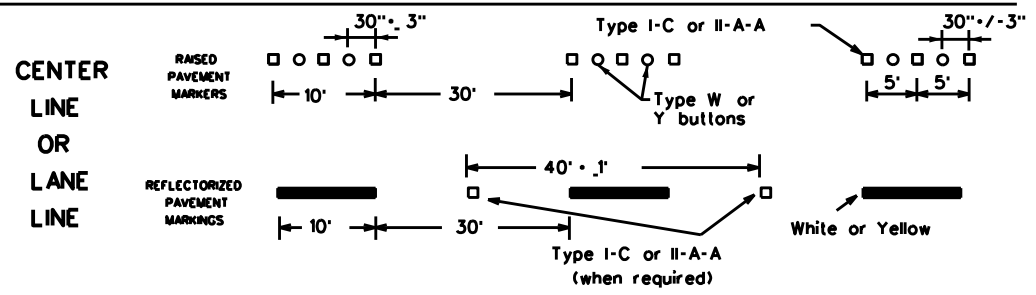 CENTER
LINE
OR
LANE
LINE
RAISED
PAVEMENT
MARKERS
30"·_ 3"
10'
30'
Type I-C or II-A-A
Type W or
Y buttons
30"·/-3"
5' 5'
REFLECTORIZED
PAVEMENT
MARKINGS
10'
30'
40' · _1'
Type I-C or II-A-A
(when required)
White or Yellow